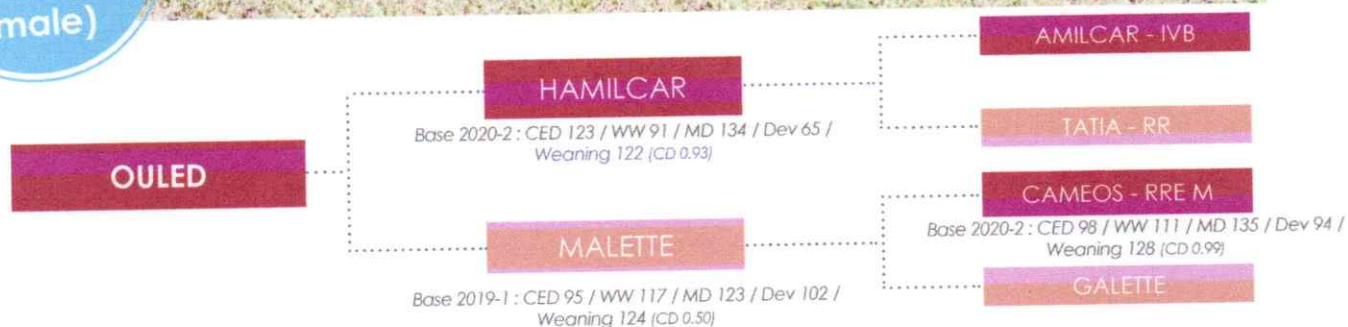 male)
OULED
HAMILCAR
Base 2020-2 : CED 123 / WW 91 / MD 134 / Dev 65 /
Weaning 122 (CD 0.93)
MALETTE
Base 2019-1 : CED 95 / WW 117 / MD 123 / Dev 102 /
Weaning 124 (CD 0.50)
AMILCAR - IVB
TATIA - RR
CAMEOS - RRE M
Base 2020-2 : CED 98 / WW 111 / MD 135 / Dev 94 /
Weaning 128 (CD 0.99)
GALETTE